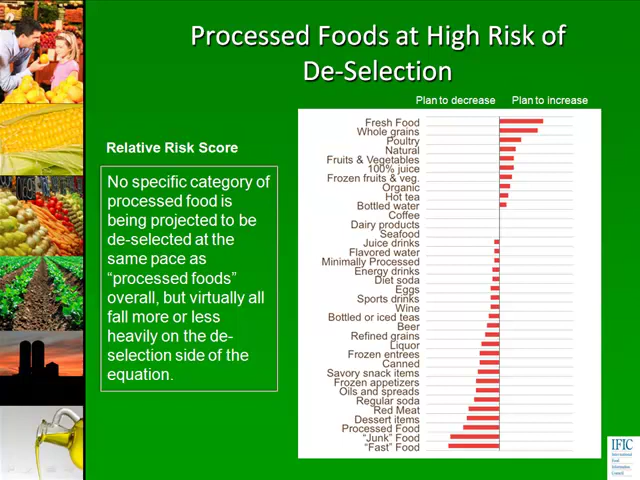 Processed Foods at High Risk of
De-Selection
Plan to decrease
Plan to increase
Relative Risk Score
No specific category of
processed food is
being projected to be
de-selected at the
same pace as
“processed foods”
overall, but virtually all
fall more or less
heavily on the de-
selection side of the
equation.
Fresh Food
Whole grains
Poultry
Natural
Fruits & Vegetables
100% juice
Frozen fruits & veg.
Organic
Hot tea
Bottled water
Coffee
Dairy products
Seafood
Juice drinks
Flavored water
Minimally Processed
Energy drinks
Diet soda
Eggs
Sports drinks
Wine
Bottled or iced teas
Beer
Refined grains
Liquor
Frozen entrees
Canned
Savory snack items
Frozen appetizers
Oils and spreads
Regular soda
Red Meat
Dessert items
Processed Food
“Junk” Food
“Fast” Food
IFIC
International
Food
Information
Council